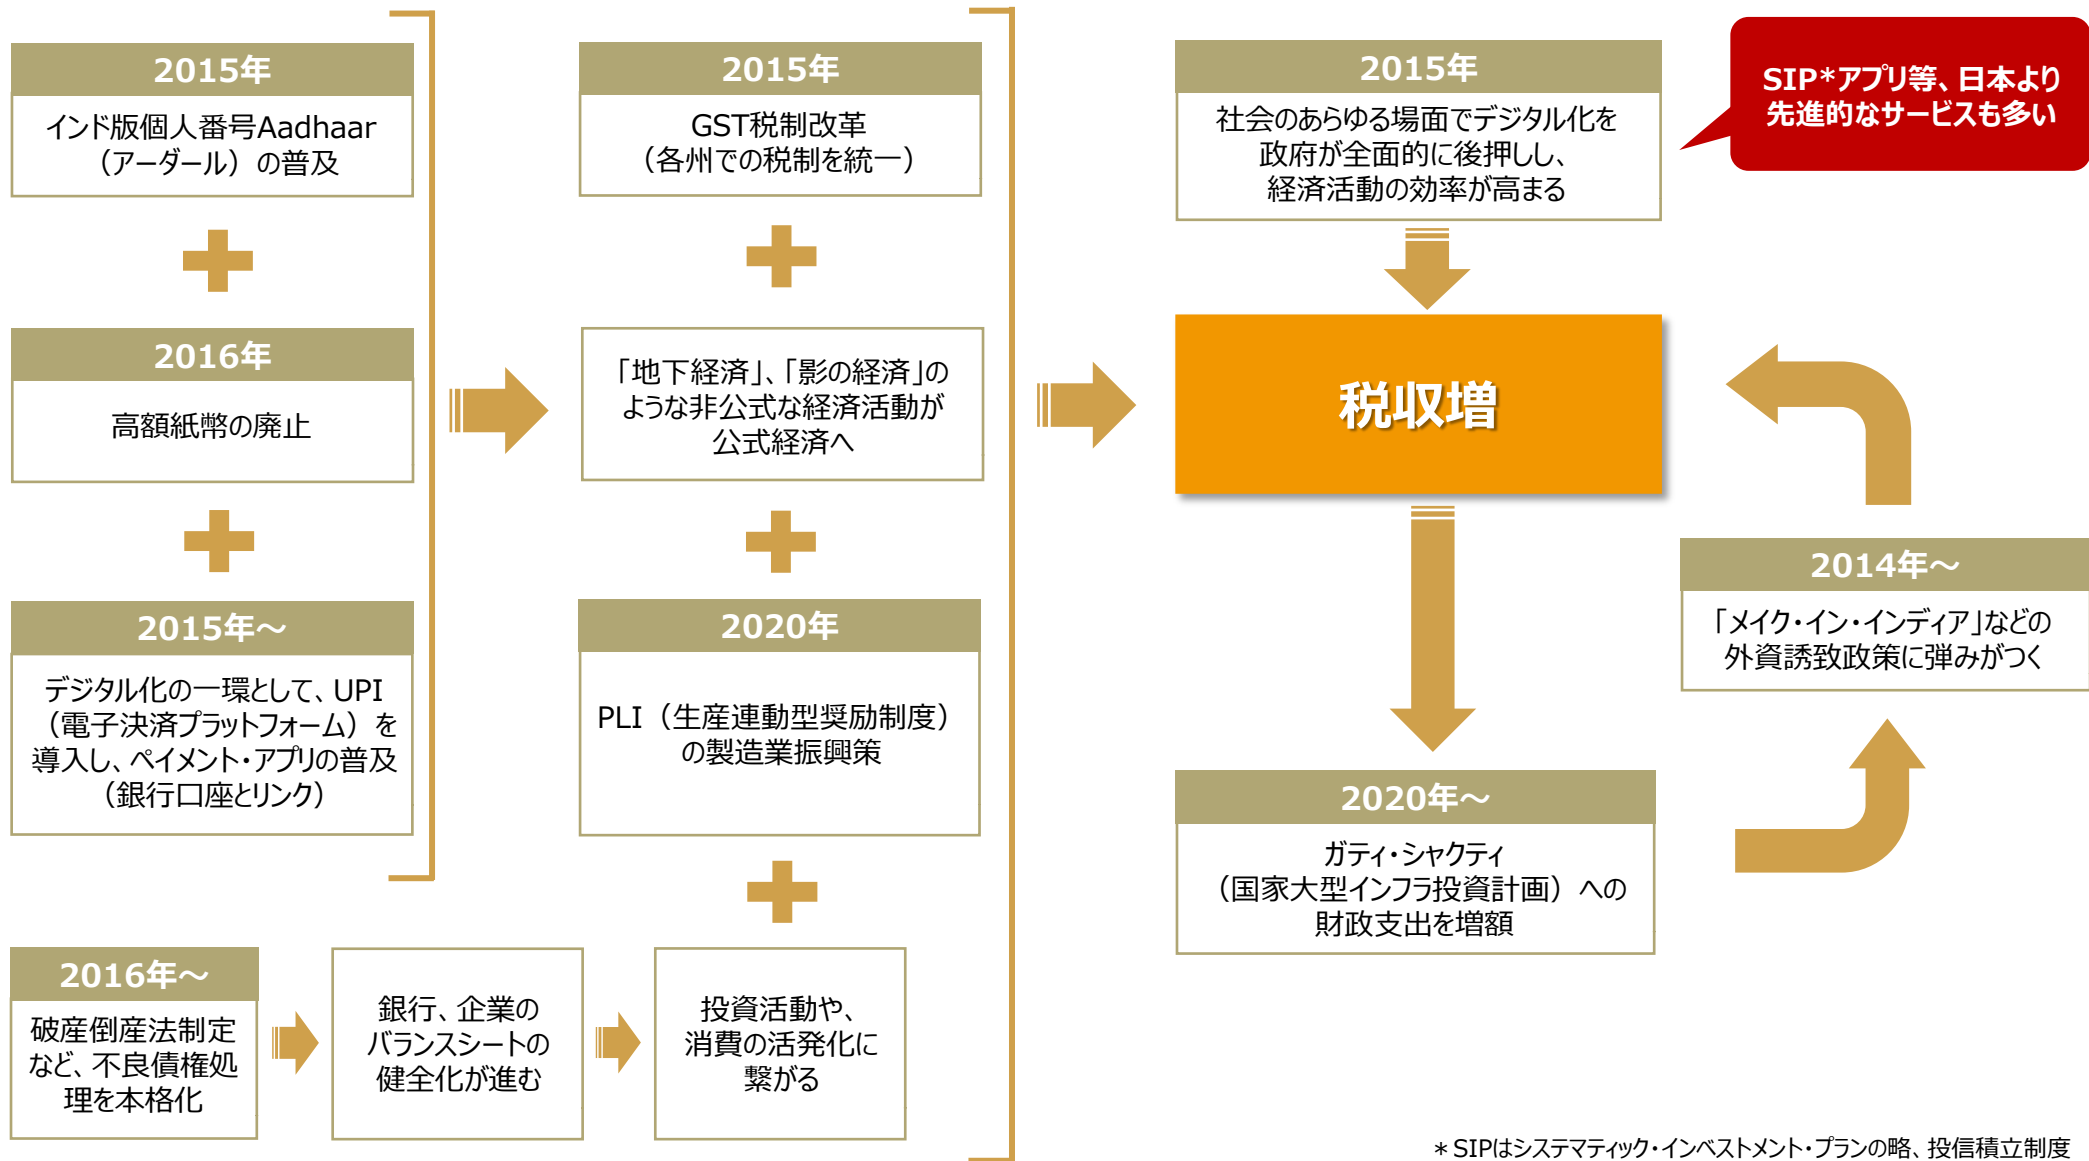 2015年
インド版個人番号Aadhaar
（アーダール）の普及
2016年
高額紙幣の廃止
2015年～
デジタル化の一環として、UPI
（電子決済プラットフォーム）を
導入し、ペイメント・アプリの普及
（銀行口座とリンク）
2016年～
破産倒産法制定
など、不良債権処
理を本格化
銀行、企業の
バランスシートの
健全化が進む
投資活動や、
消費の活発化に
繋がる
2015年
GST税制改革
（各州での税制を統一）
「地下経済」、「影の経済」の
ような非公式な経済活動が
公式経済へ
2020年
PLI（生産連動型奨励制度）
の製造業振興策
2015年
社会のあらゆる場面でデジタル化を
政府が全面的に後押しし、
経済活動の効率が高まる
SIP*アプリ等、日本より
先進的なサービスも多い
税収増
2014年～
「メイク・イン・インディア」などの
外資誘致政策に弾みがつく
2020年～
ガティ・シャクティ
（国家大型インフラ投資計画）への
財政支出を増額
＊SIPはシステマティック・インベストメント・プランの略、投信積立制度